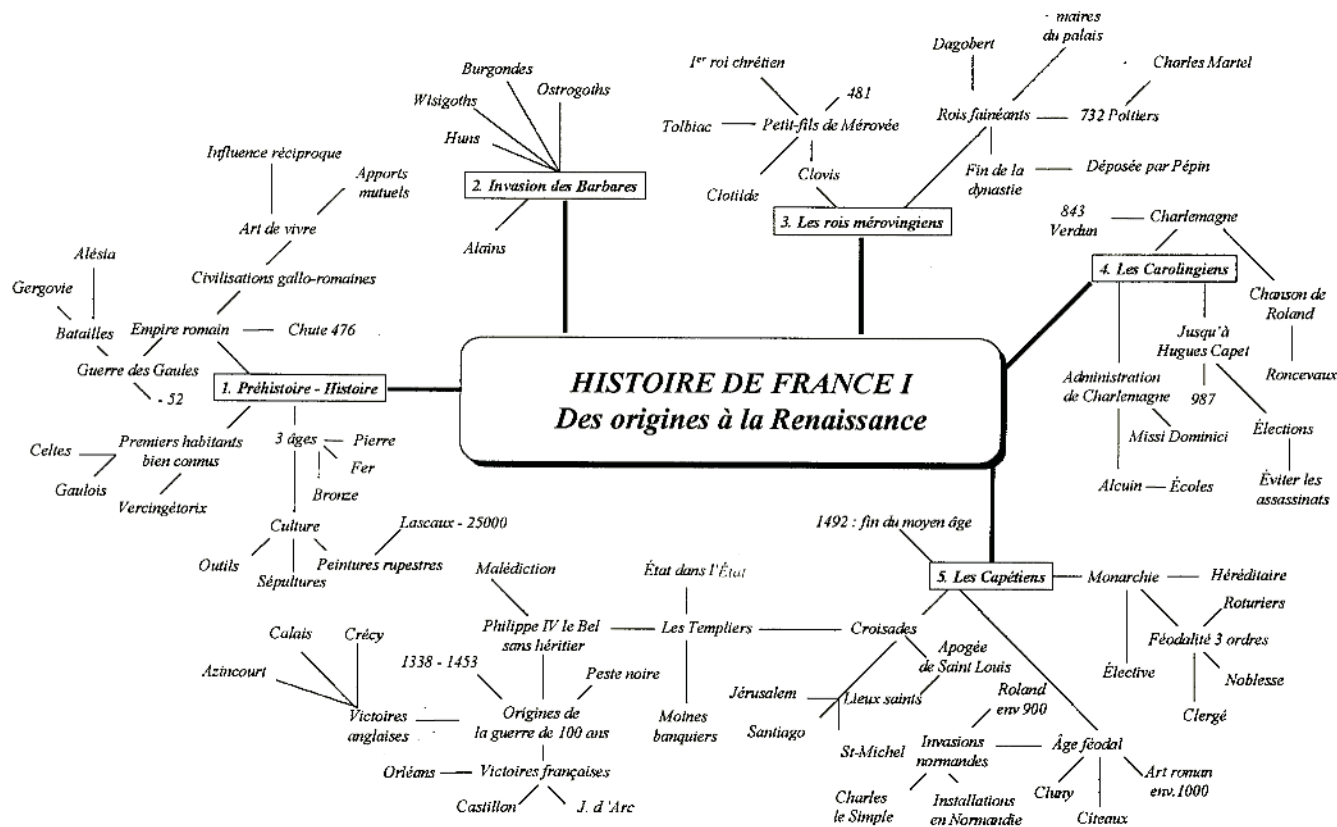 HISTOIRE DE FRANCE I
Des origines à la Renaissance
1. Préhistoire - Histoire
Empire romain
Chute 476
Civilisations gallo-romaines
Art de vivre
Influence réciproque
Apports
mutuels
Guerre des Gaules
- 52
Batailles
Gergovie
Alésia
Premiers habitants
bien connus
Celtes
Gaulois
Vercingétorix
3 âges
Pierre
Fer
Bronze
Culture
Outils
Sépultures
Peintures rupestres
Lascaux - 25000
2. Invasion des Barbares
Alains
Huns
Wisigoths
Burgondes
Ostrogoths
3. Les rois mérovingiens
Clovis
Petit-fils de Mérovée
Ier roi chrétien
481
Tolbiac
Clotilde
Rois fainéants
Dagobert
maires
du palais
732 Poitiers
Charles Martel
Fin de la
dynastie
Déposée par Pépin
4. Les Carolingiens
Charlemagne
843
Verdun
Chanson de
Roland
Roncevaux
Jusqu'à
Hugues Capet
987
Élections
Éviter les
assassinats
Administration
de Charlemagne
Missi Dominici
Alcuin
Écoles
5. Les Capétiens
1492 : fin du moyen âge
Monarchie
Héréditaire
Élective
Féodalité 3 ordres
Roturiers
Noblesse
Clergé
Âge féodal
Art roman
env.1000
Cîteaux
Cluny
Invasions
normandes
Roland
env 900
Charles
le Simple
Installations
en Normandie
Croisades
Apogée
de Saint Louis
Lieux saints
Jérusalem
Santiago
St-Michel
Les Templiers
État dans l'État
Moines
banquiers
Philippe IV le Bel
sans héritier
Malédiction
Origines de
la guerre de 100 ans
1338 - 1453
Peste noire
Victoires
anglaises
Azincourt
Calais
Crécy
Victoires françaises
Orléans
Castillon
J. d'Arc